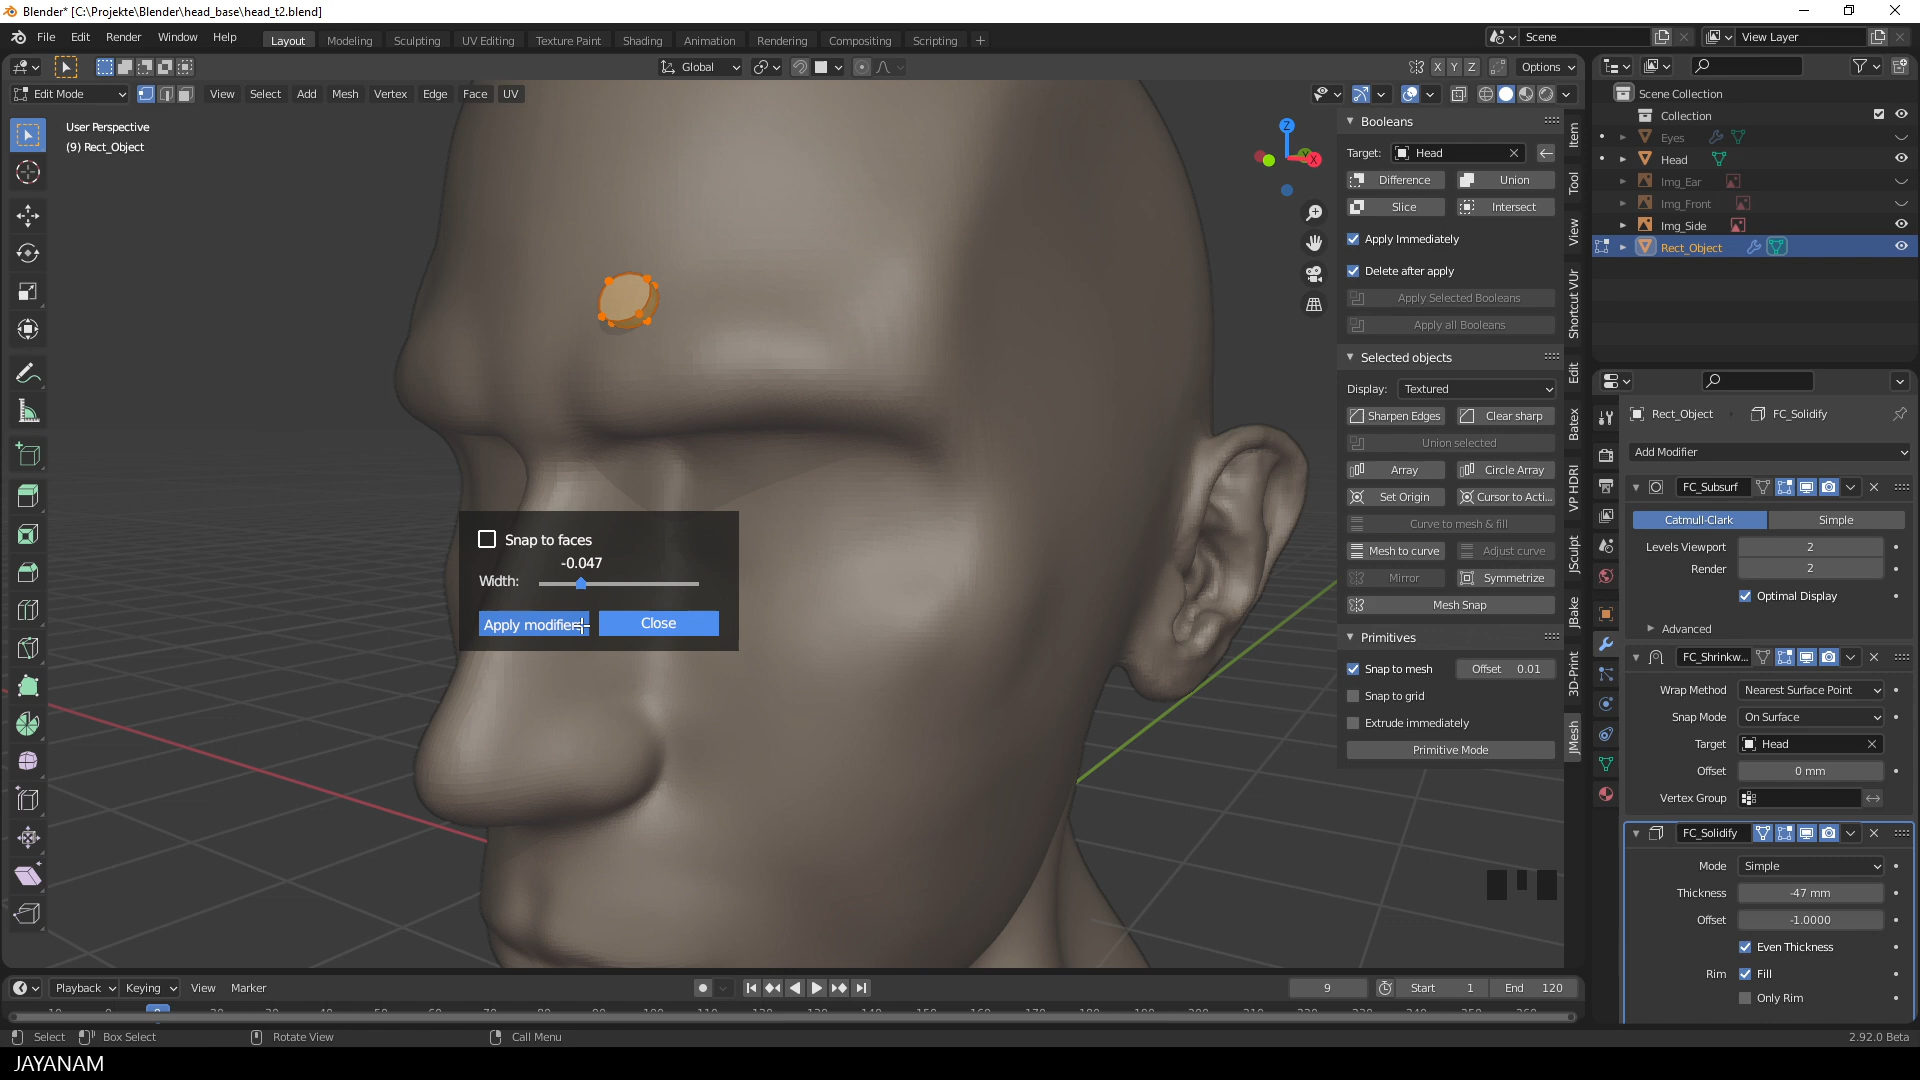 Blender* [C:\Projekte\Blender\head_base\head_t2.blend]
File Edit Render Window Help Layout Modeling Sculpting UV Editing Texture Paint Shading Animation Rendering Compositing Scripting + Scene View Layer
Global X Y Z Options
Edit Mode View Select Add Mesh Vertex Edge Face UV
User Perspective
(9) Rect_Object
Z
Y
X
Snap to faces
-0.047
Width:
Apply modifier
Close
Booleans
Target: Head
Difference Union
Slice Intersect
Apply Immediately
Delete after apply
Apply Selected Booleans
Apply all Booleans
Selected objects
Display: Textured
Sharpen Edges Clear sharp
Union selected
Array Circle Array
Set Origin Cursor to Acti...
Curve to mesh & fill
Mesh to curve Adjust curve
Mirror Symmetrize
Mesh Snap
Primitives
Snap to mesh Offset 0.01
Snap to grid
Extrude immediately
Primitive Mode
Item
Tool
View
Shortcut VUr
Edit
Batex
VP HDRI
JSculpt
JBake
3D-Print
JMesh
Scene Collection
Collection
Eyes
Head
Img_Ear
Img_Front
Img_Side
Rect_Object
Rect_Object FC_Solidify
Add Modifier
FC_Subsurf
Catmull-Clark Simple
Levels Viewport 2
Render 2
Optimal Display
Advanced
FC_Shrinkw...
Wrap Method Nearest Surface Point
Snap Mode On Surface
Target Head
Offset 0 mm
Vertex Group
FC_Solidify
Mode Simple
Thickness -47 mm
Offset -1.0000
Even Thickness
Rim Fill
Only Rim
Playback Keying View Marker 9 Start 1 End 120
Select Box Select Rotate View Call Menu 2.92.0 Beta
JAYANAM